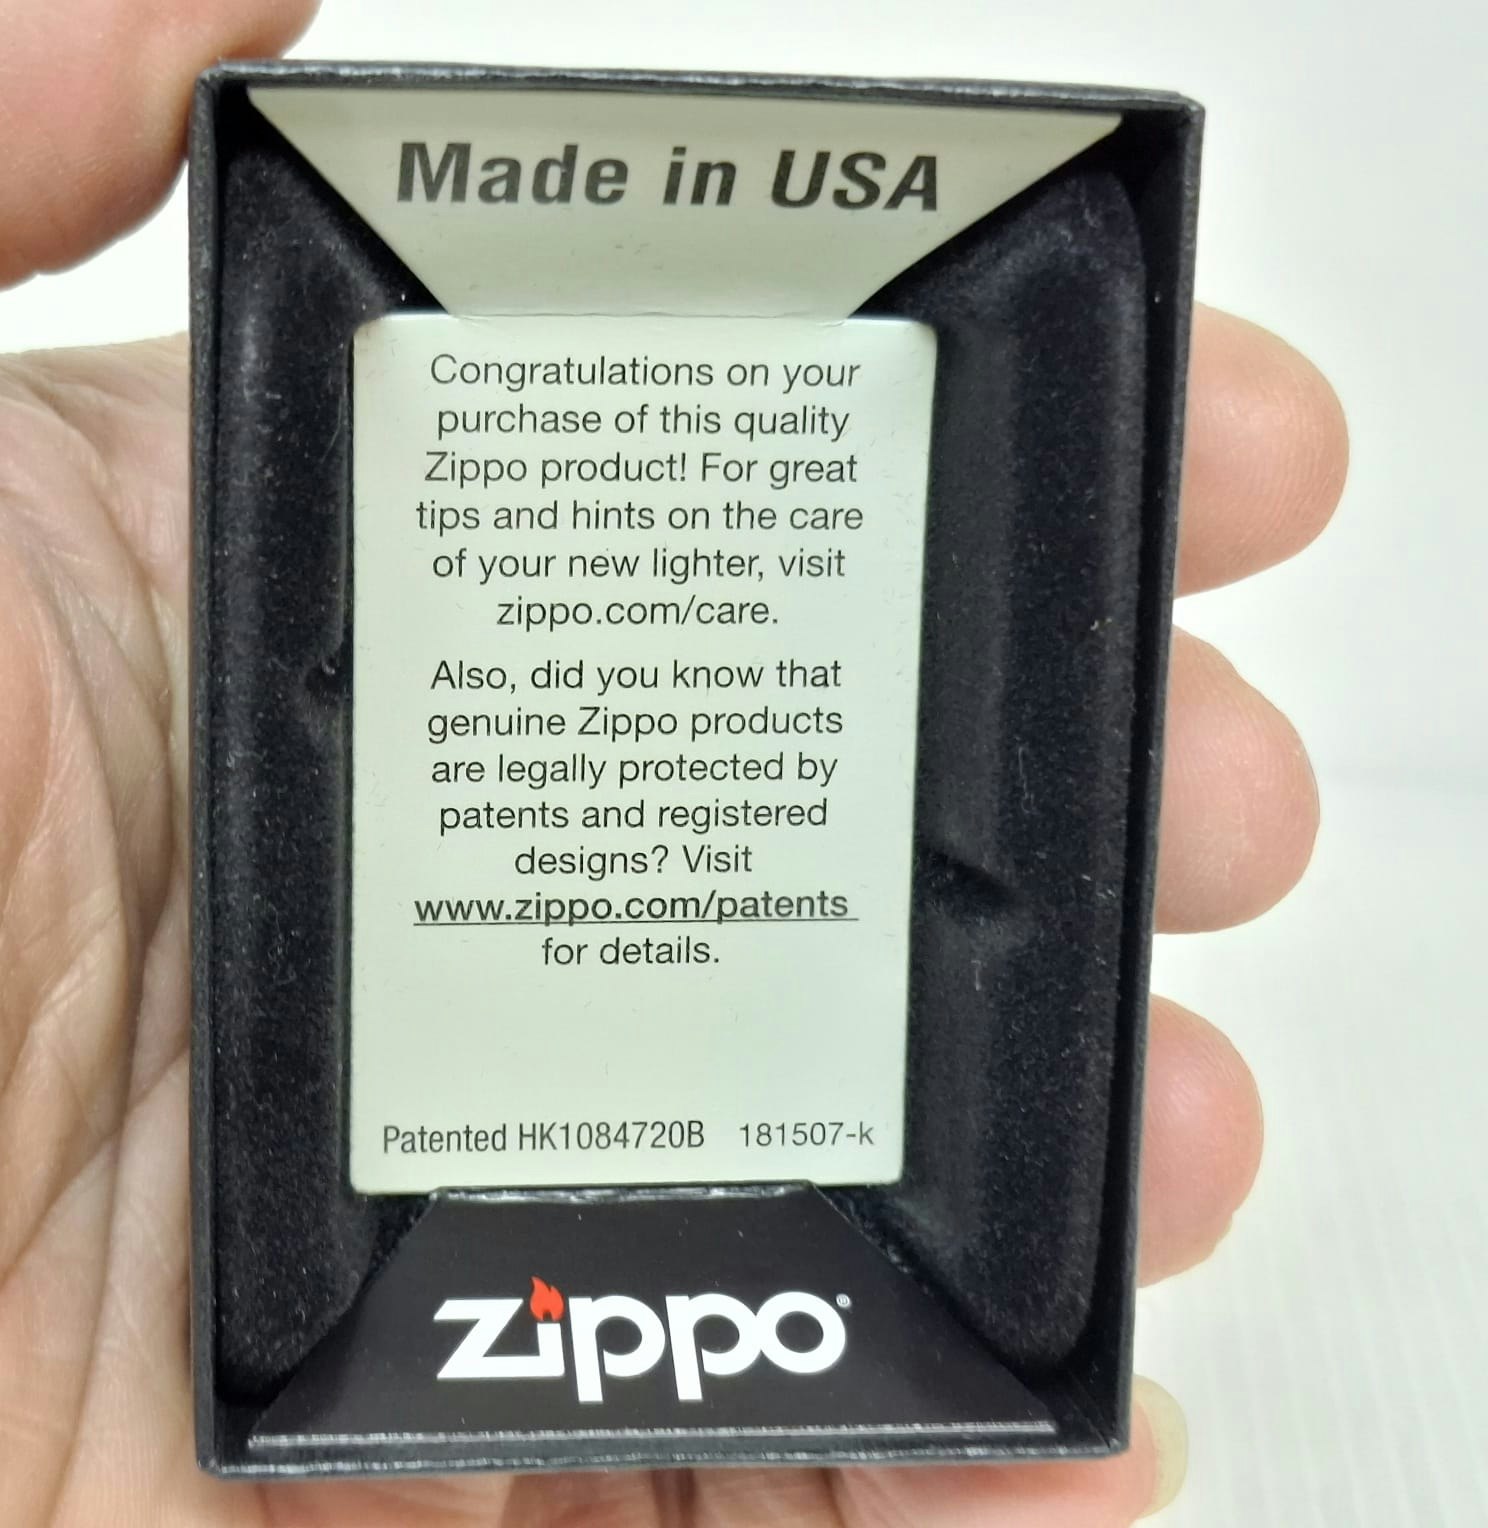 Made in USA
Congratulations on your
purchase of this quality
Zippo product! For great
tips and hints on the care
of your new lighter, visit
zippo.com/care.
Also, did you know that
genuine Zippo products
are legally protected by
patents and registered
designs? Visit
www.zippo.com/patents
for details.
Patented HK1084720B 181507-k
zippo®